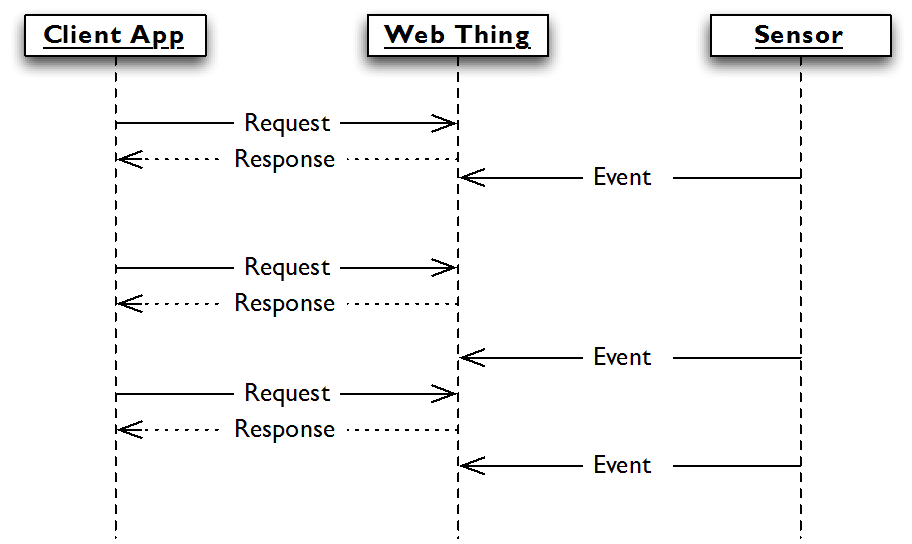 Client App
Web Thing
Sensor
Request
Response
Event
Request
Response
Event
Request
Response
Event